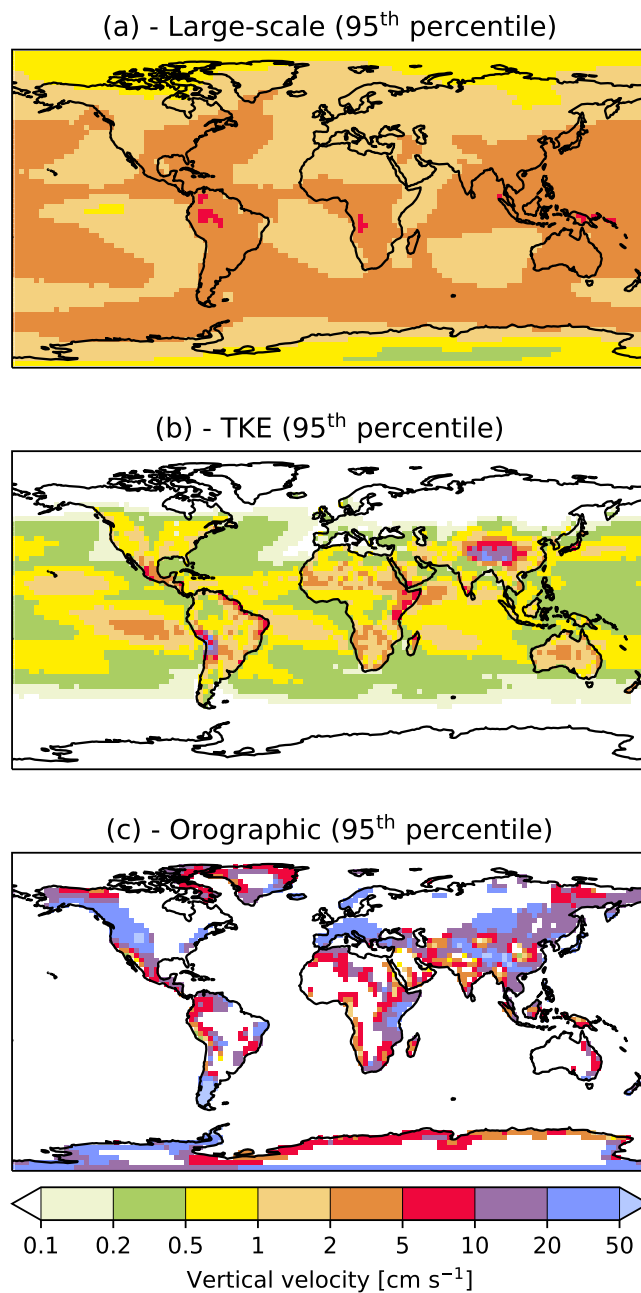 (a) - Large-scale (95th percentile)
(b) - TKE (95th percentile)
(c) - Orographic (95th percentile)
0.1 0.2 0.5 1 2 5 10 20 50
Vertical velocity [cm s−1]